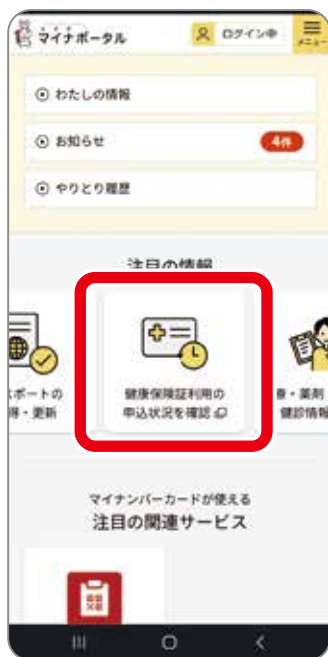 マイナポータル
ログイン中
メニュー
わたしの情報
お知らせ
4件
やりとり履歴
注目の情報
スポートの
得・更新
健康保険証利用の
申込状況を確認
療・薬剤
健診情報
マイナンバーカードが使える
注目の関連サービス